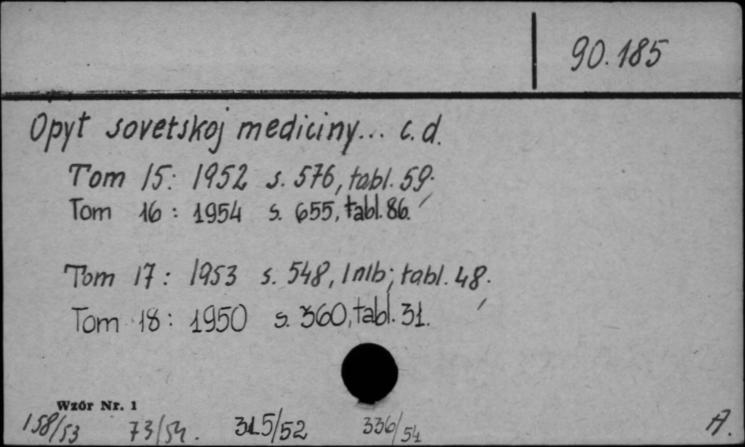 90.185
Opyt sovetskoj mediciny... c.d.
Tom 15: 1952 s. 576, tabl. 59.
Tom 16: 1954 s. 655, tabl. 86.
Tom 17: 1953 s. 548, 1 nlb; tabl. 48.
Tom 18: 1950 s. 360, tabl. 31.
Wzór Nr. 1
158/53 73/54. 315/52 336/54 A.